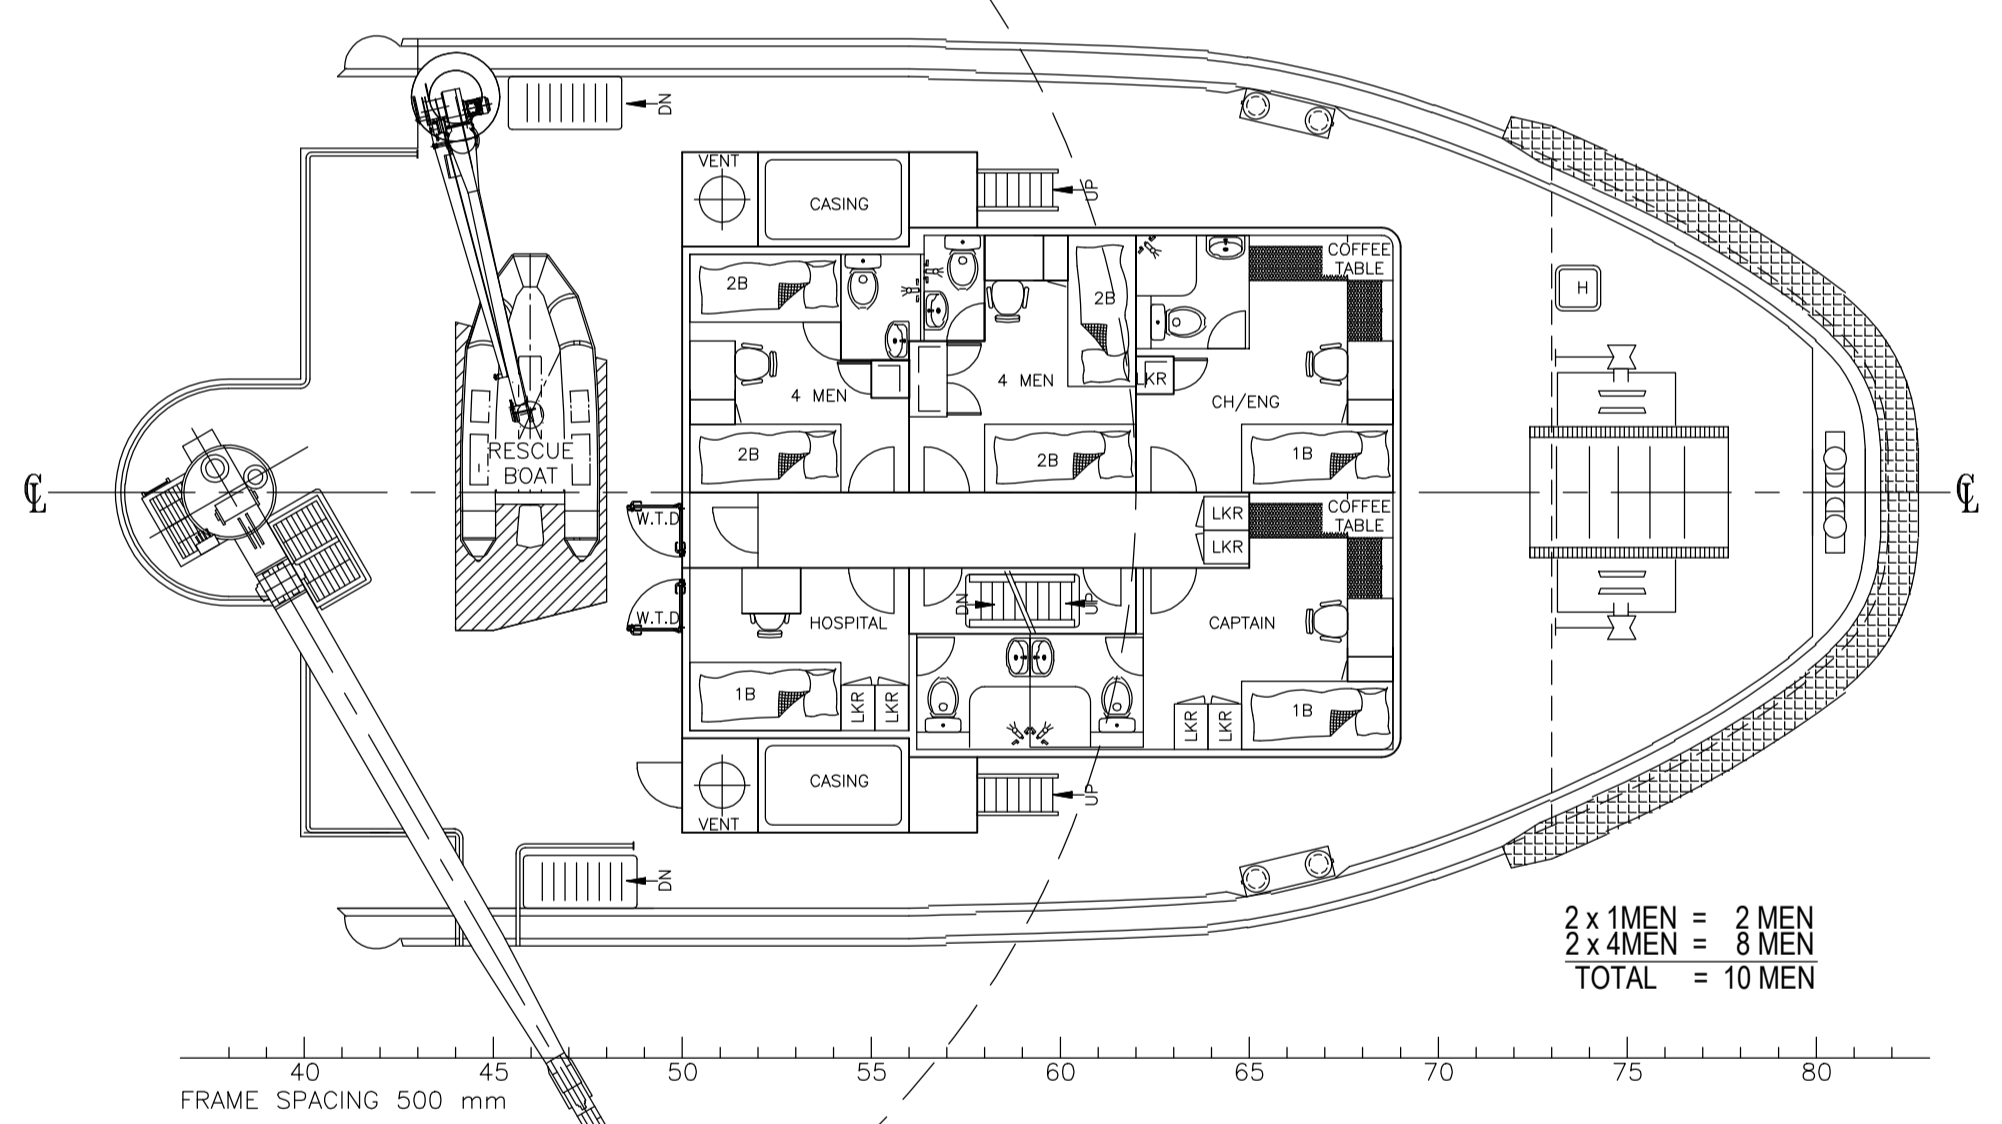 DN
VENT
CASING
UP
COFFEE
TABLE
2B
2B
H
4 MEN
4 MEN
LKR
CH/ENG
RESCUE
BOAT
2B
2B
1B
℄
℄
W.T.D
LKR
COFFEE
TABLE
LKR
W.T.D
DN
UP
HOSPITAL
CAPTAIN
1B
LKR
LKR
LKR
LKR
1B
CASING
UP
VENT
DN
2 x 1MEN = 2 MEN
2 x 4MEN = 8 MEN
TOTAL = 10 MEN
40 45 50 55 60 65 70 75 80
FRAME SPACING 500 mm